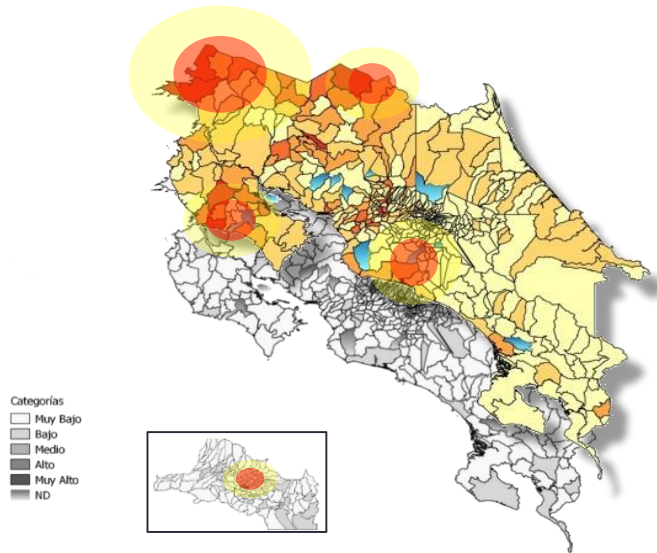 Categorías
Muy Bajo
Bajo
Medio
Alto
Muy Alto
ND